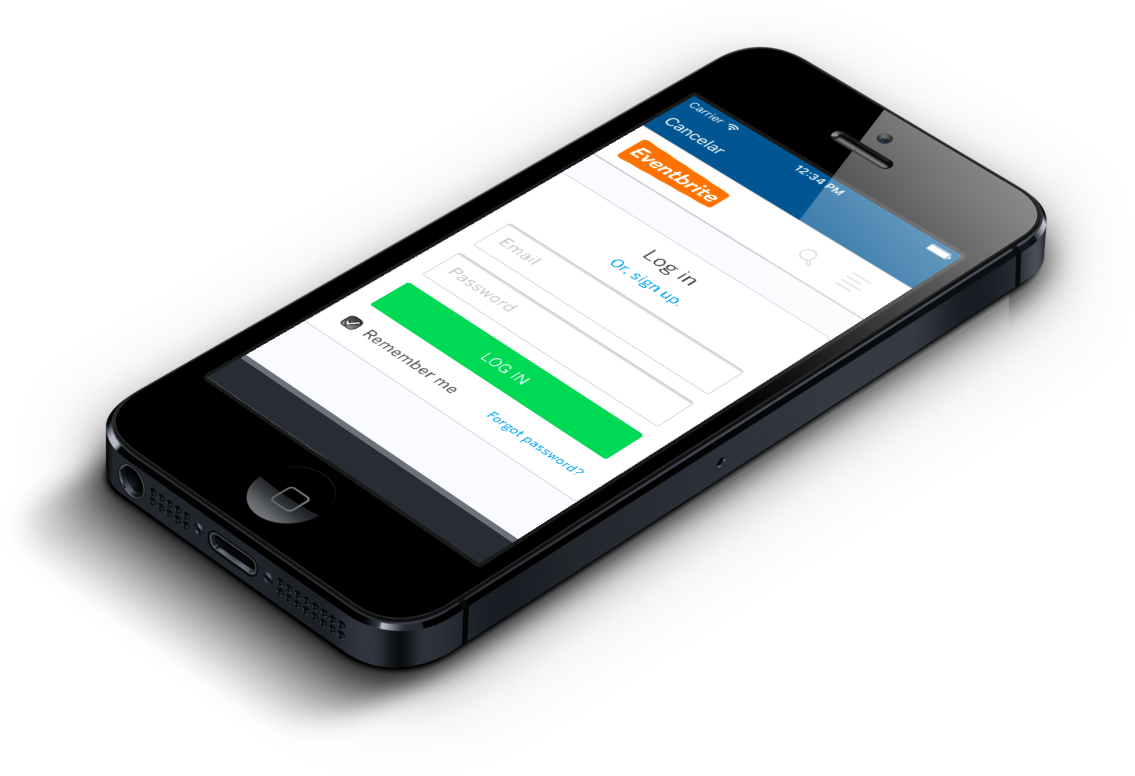 Carrier 12:34 PM
Cancelar
Eventbrite
Log in
Or, sign up.
Email
Password
LOG IN
Remember me
Forgot password?